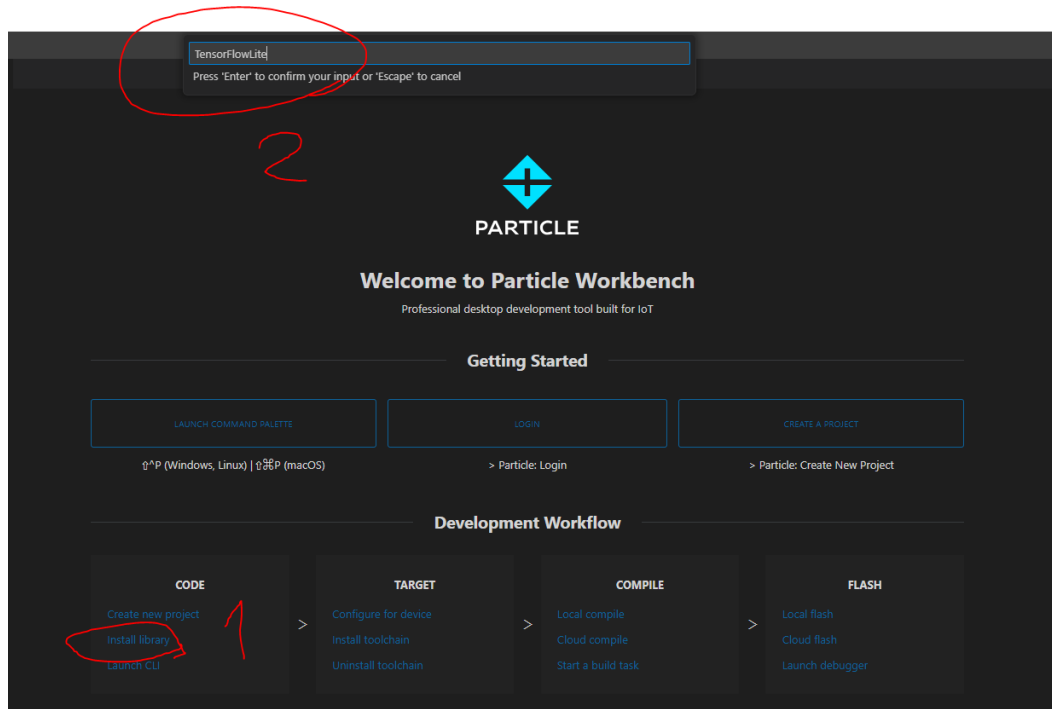 TensorFlowLite
Press 'Enter' to confirm your input or 'Escape' to cancel
2
PARTICLE
Welcome to Particle Workbench
Professional desktop development tool built for IoT
Getting Started
LAUNCH COMMAND PALETTE
LOGIN
CREATE A PROJECT
⇧^P (Windows, Linux) | ⇧⌘P (macOS)
> Particle: Login
> Particle: Create New Project
Development Workflow
CODE
Create new project
Install library
Launch CLI
1
>
TARGET
Configure for device
Install toolchain
Uninstall toolchain
>
COMPILE
Local compile
Cloud compile
Start a build task
>
FLASH
Local flash
Cloud flash
Launch debugger